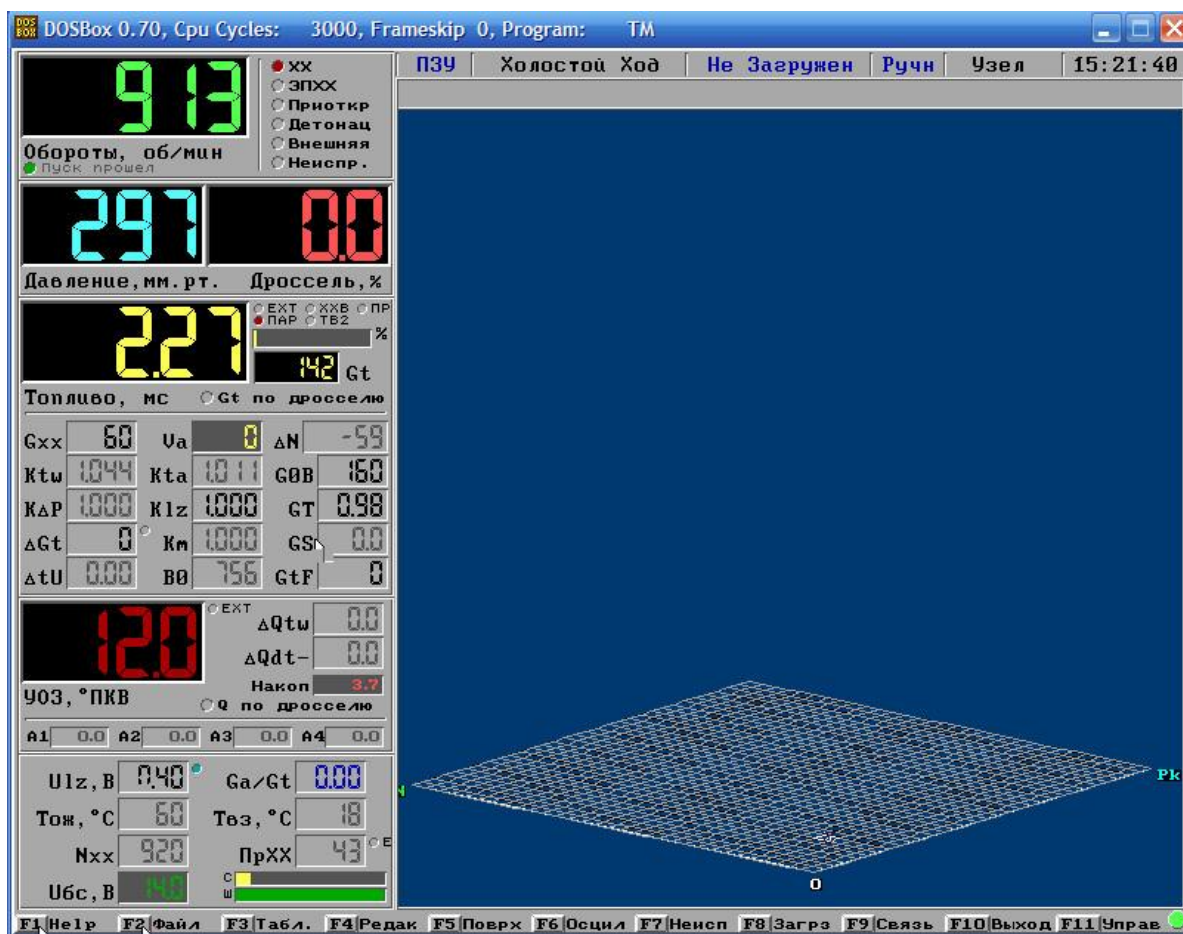 DOSBox 0.70, Cpu Cycles: 3000, Frameskip 0, Program: TM
ПЗУ Холостой Ход Не Загружен Ручн Узел 15:21:40
913
ХХ
ЭПХХ
Приоткр
Детонац
Внешняя
Неиспр.
Обороты, об/мин
Пуск прошел
297 0.0
Давление,мм.рт. Дроссель,%
2.27
EXT ХХВ ПР
ПАР ТВ2
%
142 Gt
Топливо, мс Gt по дросселю
Gxx 60 Va 0 ΔN -59
Ktw 1.044 Kta 1.011 G0B 160
KΔP 1.000 Klz 1.000 GT 0.98
ΔGt 0 Km 1.000 GS 0.0
ΔtU 0.00 B0 756 GtF 0
12.0
EXT
ΔQtw 0.0
ΔQdt- 0.0
Накоп 3.7
УОЗ,°ПКВ Q по дросселю
A1 0.0 A2 0.0 A3 0.0 A4 0.0
Ulz,В 0.40 Ga/Gt 0.00
Тож,°C 60 Твз,°C 18
Nxx 920 ПрХХ 43 E
Uбс,В 14.0
С
Ш
N
Pk
0
F1 Help F2 Файл F3 Табл. F4 Редак F5 Поврх F6 Осцил F7 Неисп F8 Загрз F9 Связь F10 Выход F11 Управ